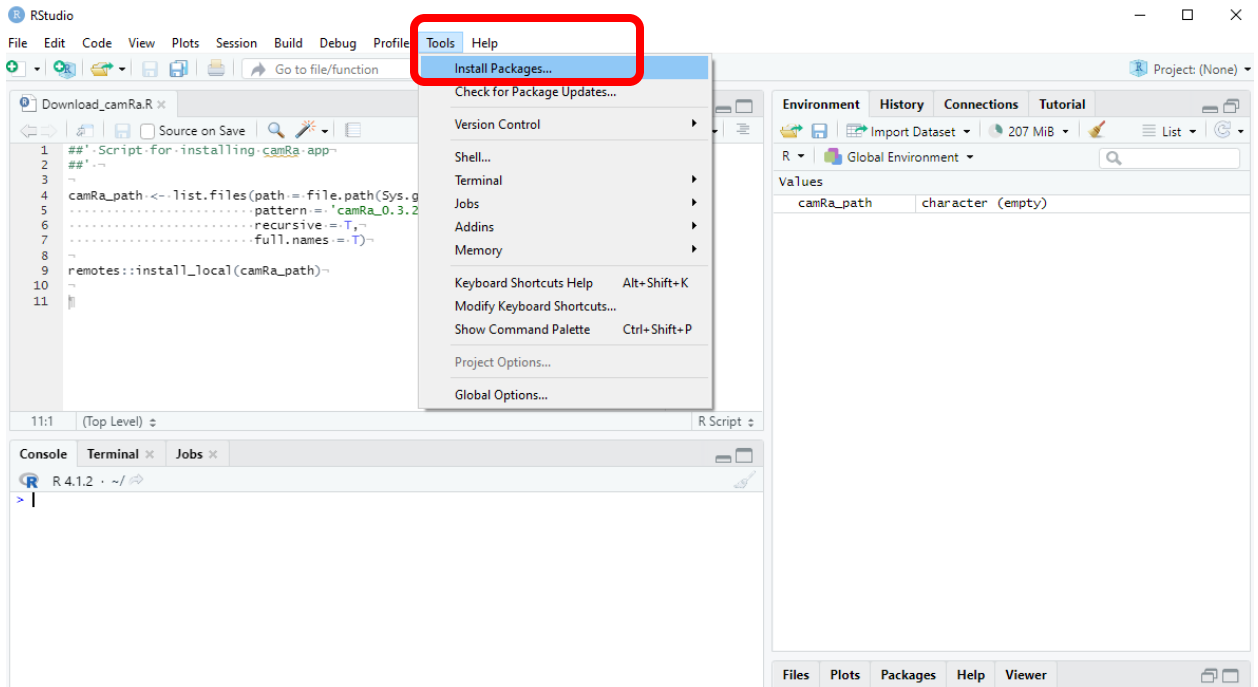 RStudio
File Edit Code View Plots Session Build Debug Profile Tools Help
Go to file/function
Project: (None)
Install Packages...
Check for Package Updates...
Version Control
Shell...
Terminal
Jobs
Addins
Memory
Keyboard Shortcuts Help Alt+Shift+K
Modify Keyboard Shortcuts...
Show Command Palette Ctrl+Shift+P
Project Options...
Global Options...
Download_camRa.R
Source on Save
1 ##' Script for installing camRa app
2 ##'
3
4 camRa_path <- list.files(path = file.path(Sys.g
5 pattern = 'camRa_0.3.2
6 recursive = T,
7 full.names = T)
8
9 remotes::install_local(camRa_path)
10
11
11:1 (Top Level) R Script
Console Terminal Jobs
R R 4.1.2 · ~/
>
Environment History Connections Tutorial
Import Dataset 207 MiB List
R Global Environment
Values
camRa_path character (empty)
Files Plots Packages Help Viewer